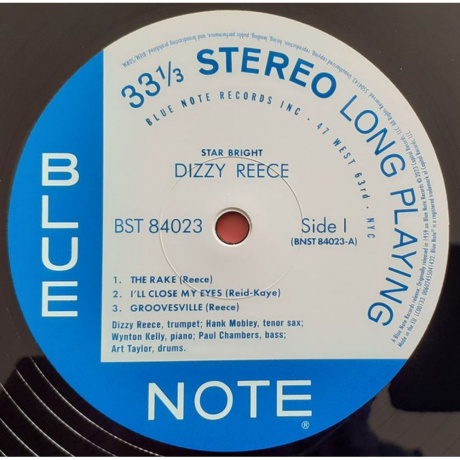 33⅓ STEREO LONG PLAYING
BLUE NOTE RECORDS INC · 47 WEST 63rd · NYC
STAR BRIGHT
DIZZY REECE
BST 84023
Side I
(BNST 84023-A)
1. THE RAKE (Reece)
2. I'LL CLOSE MY EYES (Reid-Kaye)
3. GROOVESVILLE (Reece)
Dizzy Reece, trumpet; Hank Mobley, tenor sax;
Wynton Kelly, piano; Paul Chambers, bass;
Art Taylor, drums.
BLUE
NOTE
®